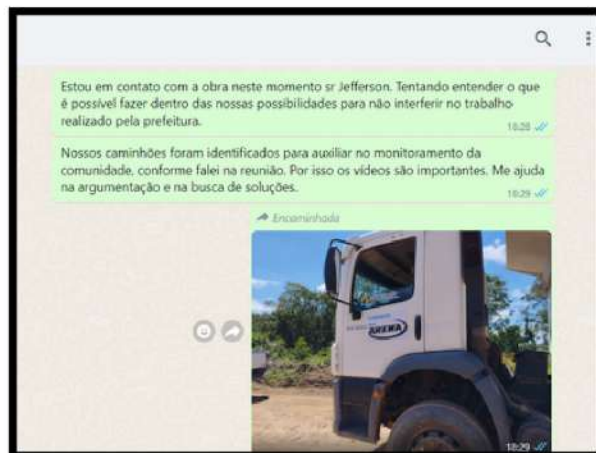 Estou em contato com a obra neste momento sr Jefferson. Tentando entender o que
é possível fazer dentro das nossas possibilidades para não interferir no trabalho
realizado pela prefeitura.
18:28
Nossos caminhões foram identificados para auxiliar no monitoramento da
comunidade, conforme falei na reunião. Por isso os vídeos são importantes. Me ajuda
na argumentação e na busca de soluções.
18:29
Encaminhada
ARENA
18:29